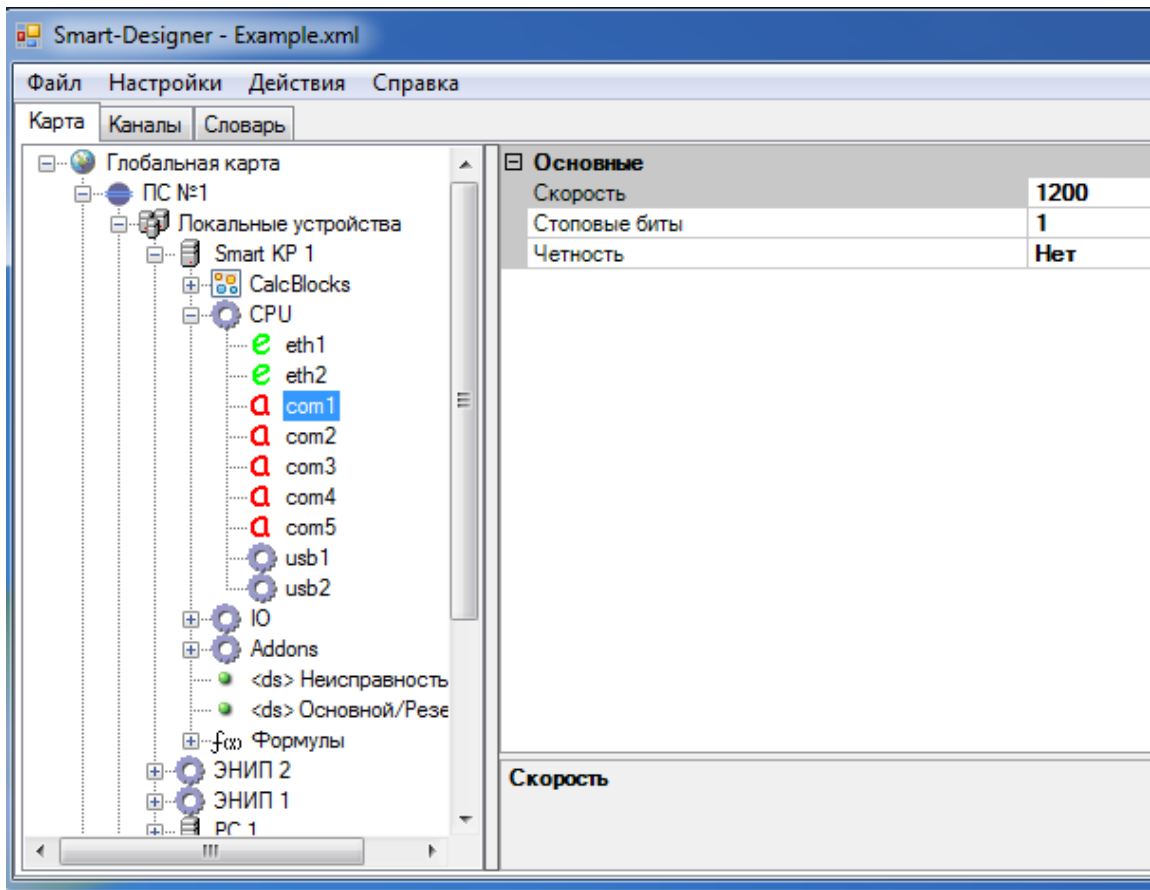 Smart-Designer - Example.xml
Файл Настройки Действия Справка
Карта Каналы Словарь
Глобальная карта
ПС №1
Локальные устройства
Smart КР 1
CalcBlocks
CPU
eth1
eth2
com1
com2
com3
com4
com5
usb1
usb2
IO
Addons
<ds> Неисправность
<ds> Основной/Резе
f(x) Формулы
ЭНИП 2
ЭНИП 1
PC 1
Основные
Скорость 1200
Стоповые биты 1
Четность Нет
Скорость